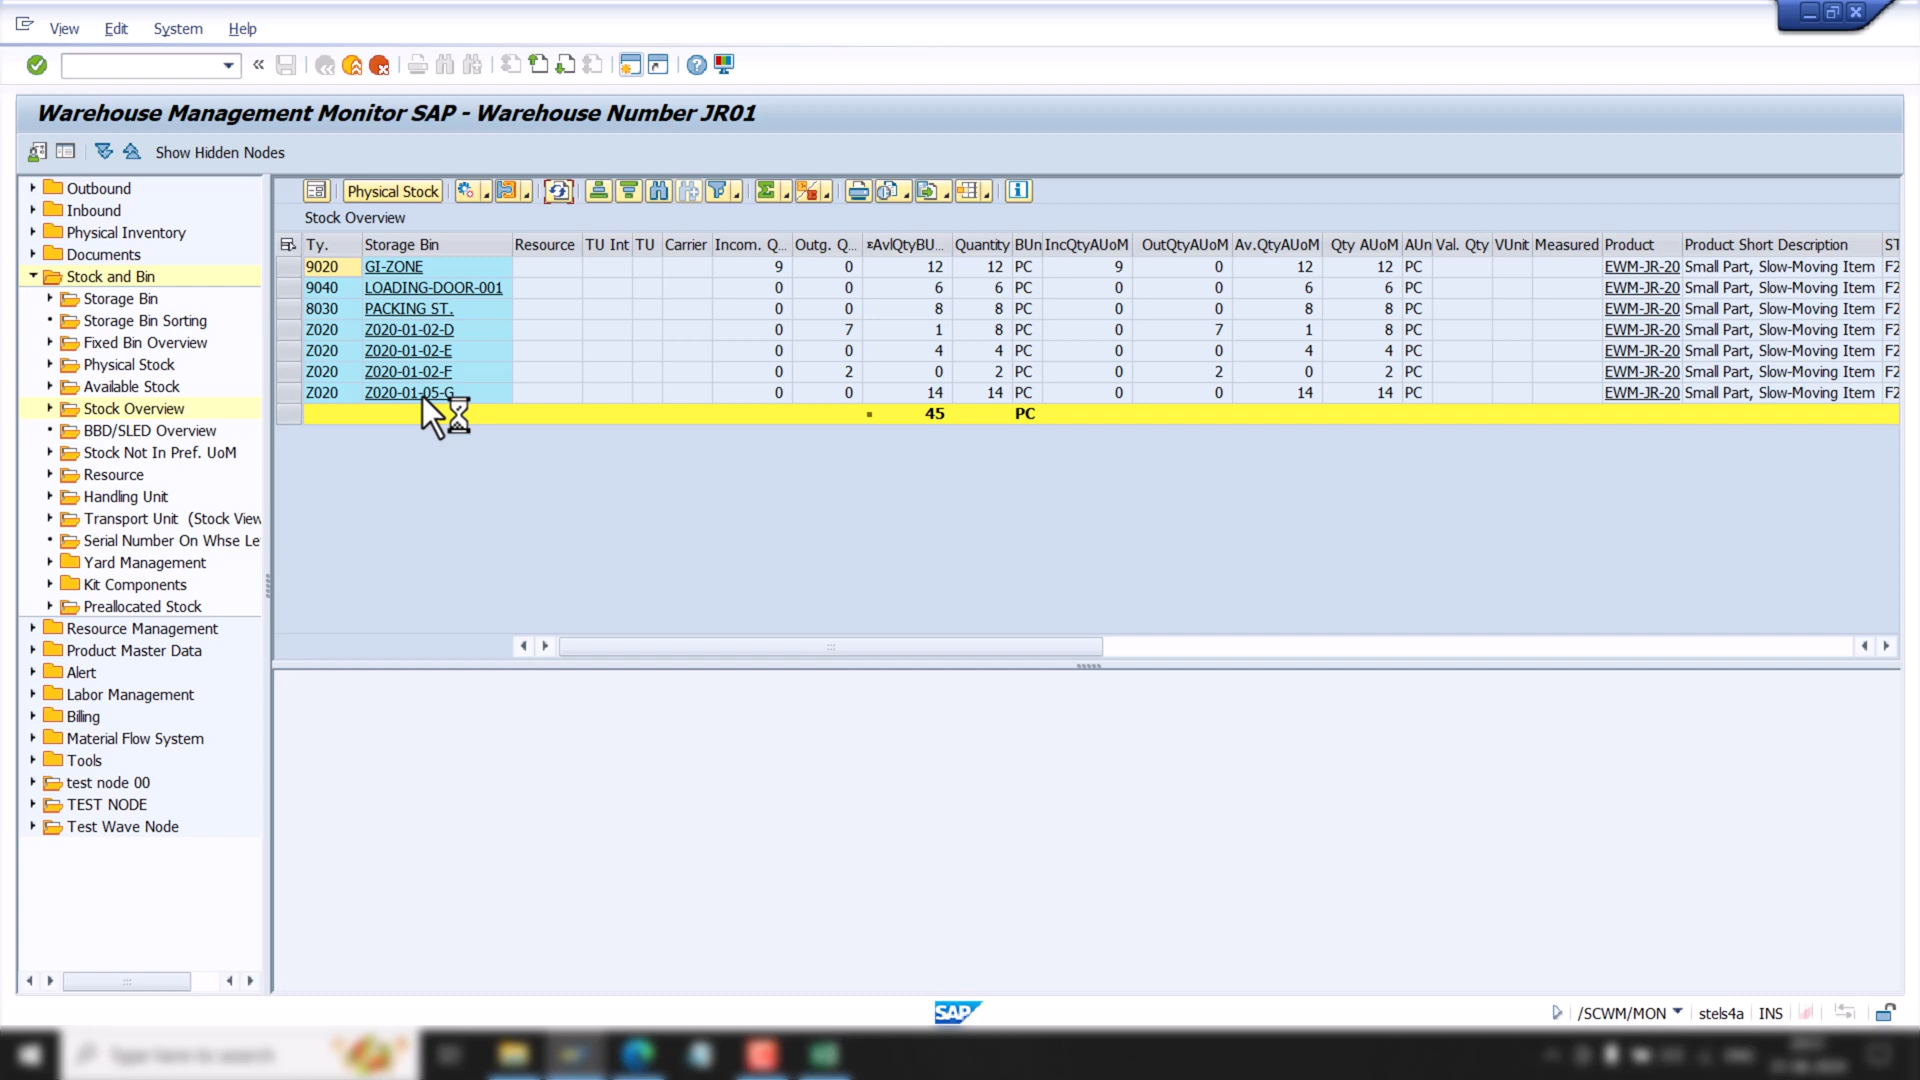 View Edit System Help
Warehouse Management Monitor SAP - Warehouse Number JR01
Show Hidden Nodes
Outbound
Inbound
Physical Inventory
Documents
Stock and Bin
Storage Bin
Storage Bin Sorting
Fixed Bin Overview
Physical Stock
Available Stock
Stock Overview
BBD/SLED Overview
Stock Not In Pref. UoM
Resource
Handling Unit
Transport Unit (Stock View
Serial Number On Whse Le
Yard Management
Kit Components
Preallocated Stock
Resource Management
Product Master Data
Alert
Labor Management
Billing
Material Flow System
Tools
test node 00
TEST NODE
Test Wave Node
Physical Stock
Stock Overview
Ty. Storage Bin Resource TU Int TU Carrier Incom. Q... Outg. Q... AvlQtyBU... Quantity BUn IncQtyAUoM OutQtyAUoM Av.QtyAUoM Qty AUoM AUn Val. Qty VUnit Measured Product Product Short Description ST
9020 GI-ZONE 9 0 12 12 PC 9 0 12 12 PC EWM-JR-20 Small Part, Slow-Moving Item F2
9040 LOADING-DOOR-001 0 0 6 6 PC 0 0 6 6 PC EWM-JR-20 Small Part, Slow-Moving Item F2
8030 PACKING ST. 0 0 8 8 PC 0 0 8 8 PC EWM-JR-20 Small Part, Slow-Moving Item F2
Z020 Z020-01-02-D 0 7 1 8 PC 0 7 1 8 PC EWM-JR-20 Small Part, Slow-Moving Item F2
Z020 Z020-01-02-E 0 0 4 4 PC 0 0 4 4 PC EWM-JR-20 Small Part, Slow-Moving Item F2
Z020 Z020-01-02-F 0 2 0 2 PC 0 2 0 2 PC EWM-JR-20 Small Part, Slow-Moving Item F2
Z020 Z020-01-05-G 0 0 14 14 PC 0 0 14 14 PC EWM-JR-20 Small Part, Slow-Moving Item F2
45 PC
SAP
/SCWM/MON stels4a INS
Type here to search